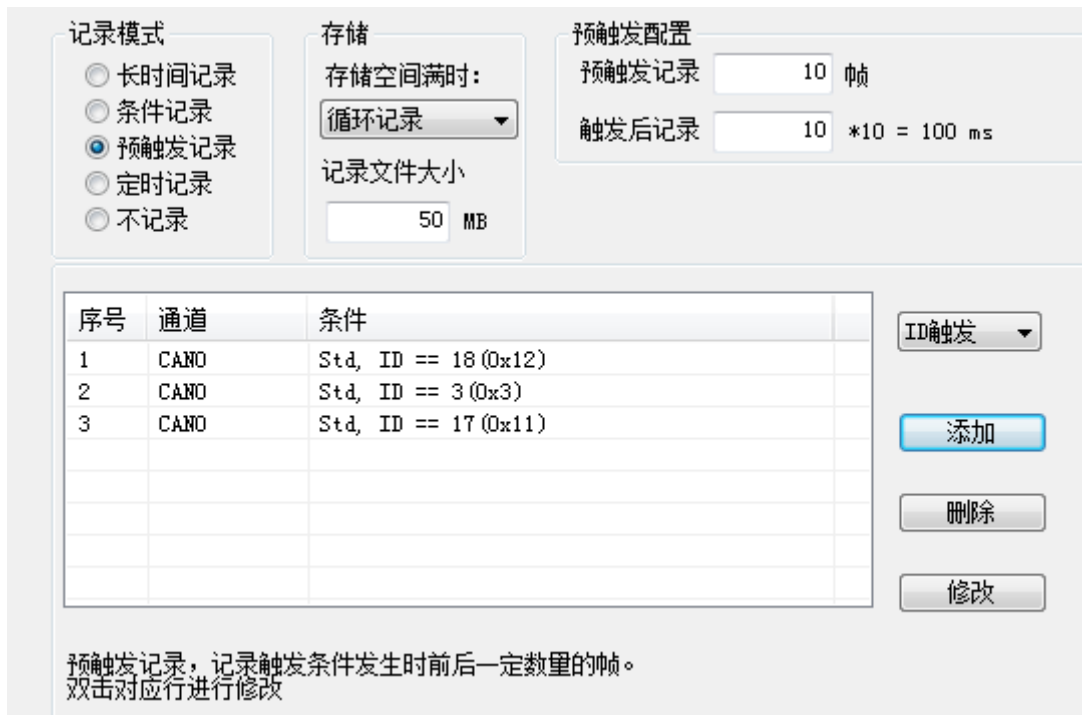 记录模式
长时间记录
条件记录
预触发记录
定时记录
不记录
存储
存储空间满时:
循环记录
记录文件大小
50 MB
预触发配置
预触发记录 10 帧
触发后记录 10 *10 = 100 ms
序号 通道 条件
1 CAN0 Std, ID == 18(0x12)
2 CAN0 Std, ID == 3(0x3)
3 CAN0 Std, ID == 17(0x11)
ID触发
添加
删除
修改
预触发记录，记录触发条件发生时前后一定数量的帧。
双击对应行进行修改